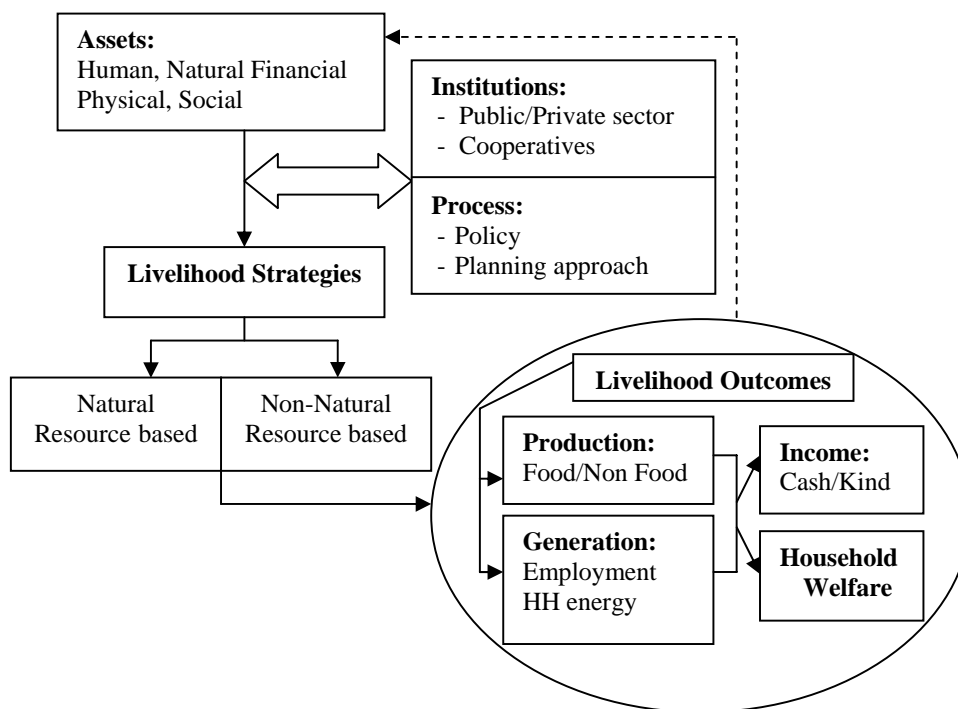 Assets:
Human, Natural Financial
Physical, Social
Institutions:
- Public/Private sector
- Cooperatives
Process:
- Policy
- Planning approach
Livelihood Strategies
Natural
Resource based
Non-Natural
Resource based
Livelihood Outcomes
Production:
Food/Non Food
Income:
Cash/Kind
Generation:
Employment
HH energy
Household
Welfare